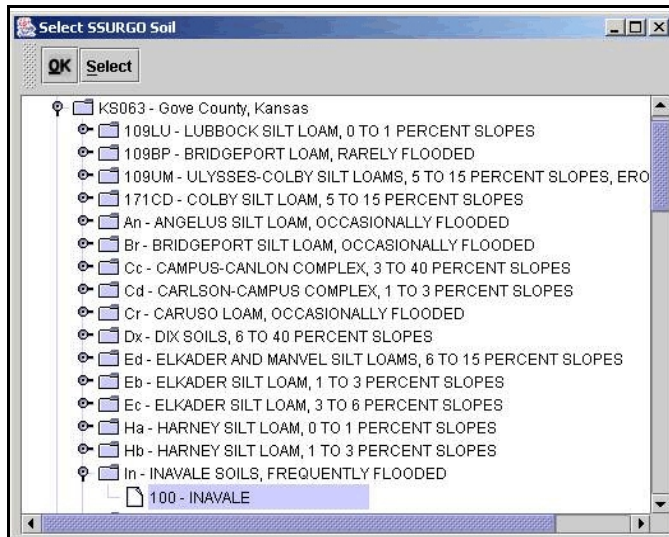 Select SSURGO Soil
OK Select
KS063 - Gove County, Kansas
109LU - LUBBOCK SILT LOAM, 0 TO 1 PERCENT SLOPES
109BP - BRIDGEPORT LOAM, RARELY FLOODED
109UM - ULYSSES-COLBY SILT LOAMS, 5 TO 15 PERCENT SLOPES, ERO
171CD - COLBY SILT LOAM, 5 TO 15 PERCENT SLOPES
An - ANGELUS SILT LOAM, OCCASIONALLY FLOODED
Br - BRIDGEPORT SILT LOAM, OCCASIONALLY FLOODED
Cc - CAMPUS-CANLON COMPLEX, 3 TO 40 PERCENT SLOPES
Cd - CARLSON-CAMPUS COMPLEX, 1 TO 3 PERCENT SLOPES
Cr - CARUSO LOAM, OCCASIONALLY FLOODED
Dx - DIX SOILS, 6 TO 40 PERCENT SLOPES
Ed - ELKADER AND MANVEL SILT LOAMS, 6 TO 15 PERCENT SLOPES
Eb - ELKADER SILT LOAM, 1 TO 3 PERCENT SLOPES
Ec - ELKADER SILT LOAM, 3 TO 6 PERCENT SLOPES
Ha - HARNEY SILT LOAM, 0 TO 1 PERCENT SLOPES
Hb - HARNEY SILT LOAM, 1 TO 3 PERCENT SLOPES
In - INAVALE SOILS, FREQUENTLY FLOODED
100 - INAVALE